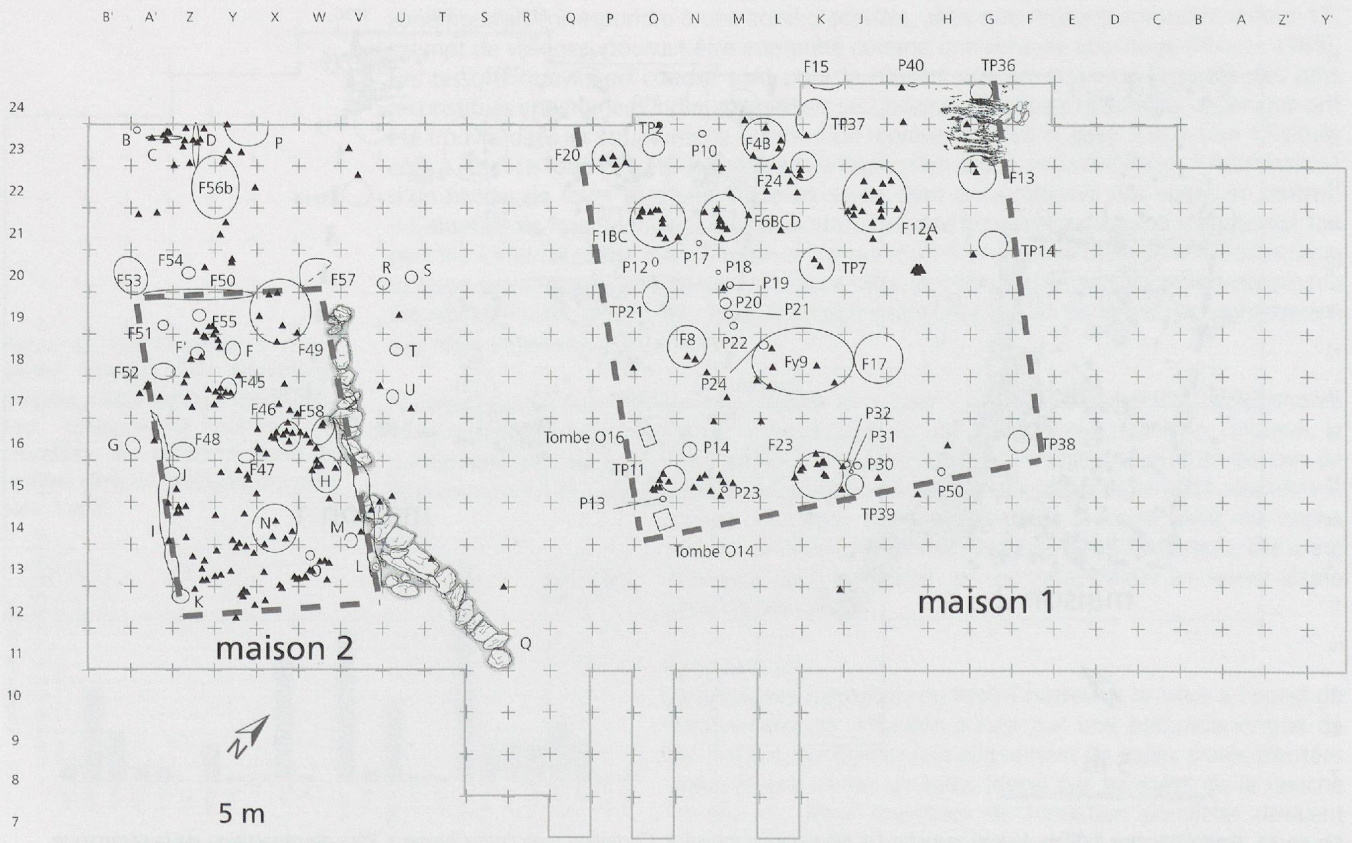 B' A' Z Y X W V U T S R Q P O N M L K J I H G F E D C B A Z' Y'
F15 P40 TP36
24
B C D P TP2 P10 F4B TP37
23
F20 F24 F13
F56b
22
F1BC F6BCD F12A
21
F54 P12 P17 P18 TP7 TP14
F53 F50 F57 R S P19
20
TP21 P20 P21
19
F51 F55 F8 P22
F' F F49 T Fy9 F17
18
F52 F45 U P24
17
F46 F58 P32
G F48 Tombe O16 P14 F23 P31 TP38
16
F47 TP11 P30
J H P23 P50
15
P13 TP39
I N M
14
Tombe O14
O L
13
K maison 1
12
maison 2 Q
11
10
N
9
8
5 m
7